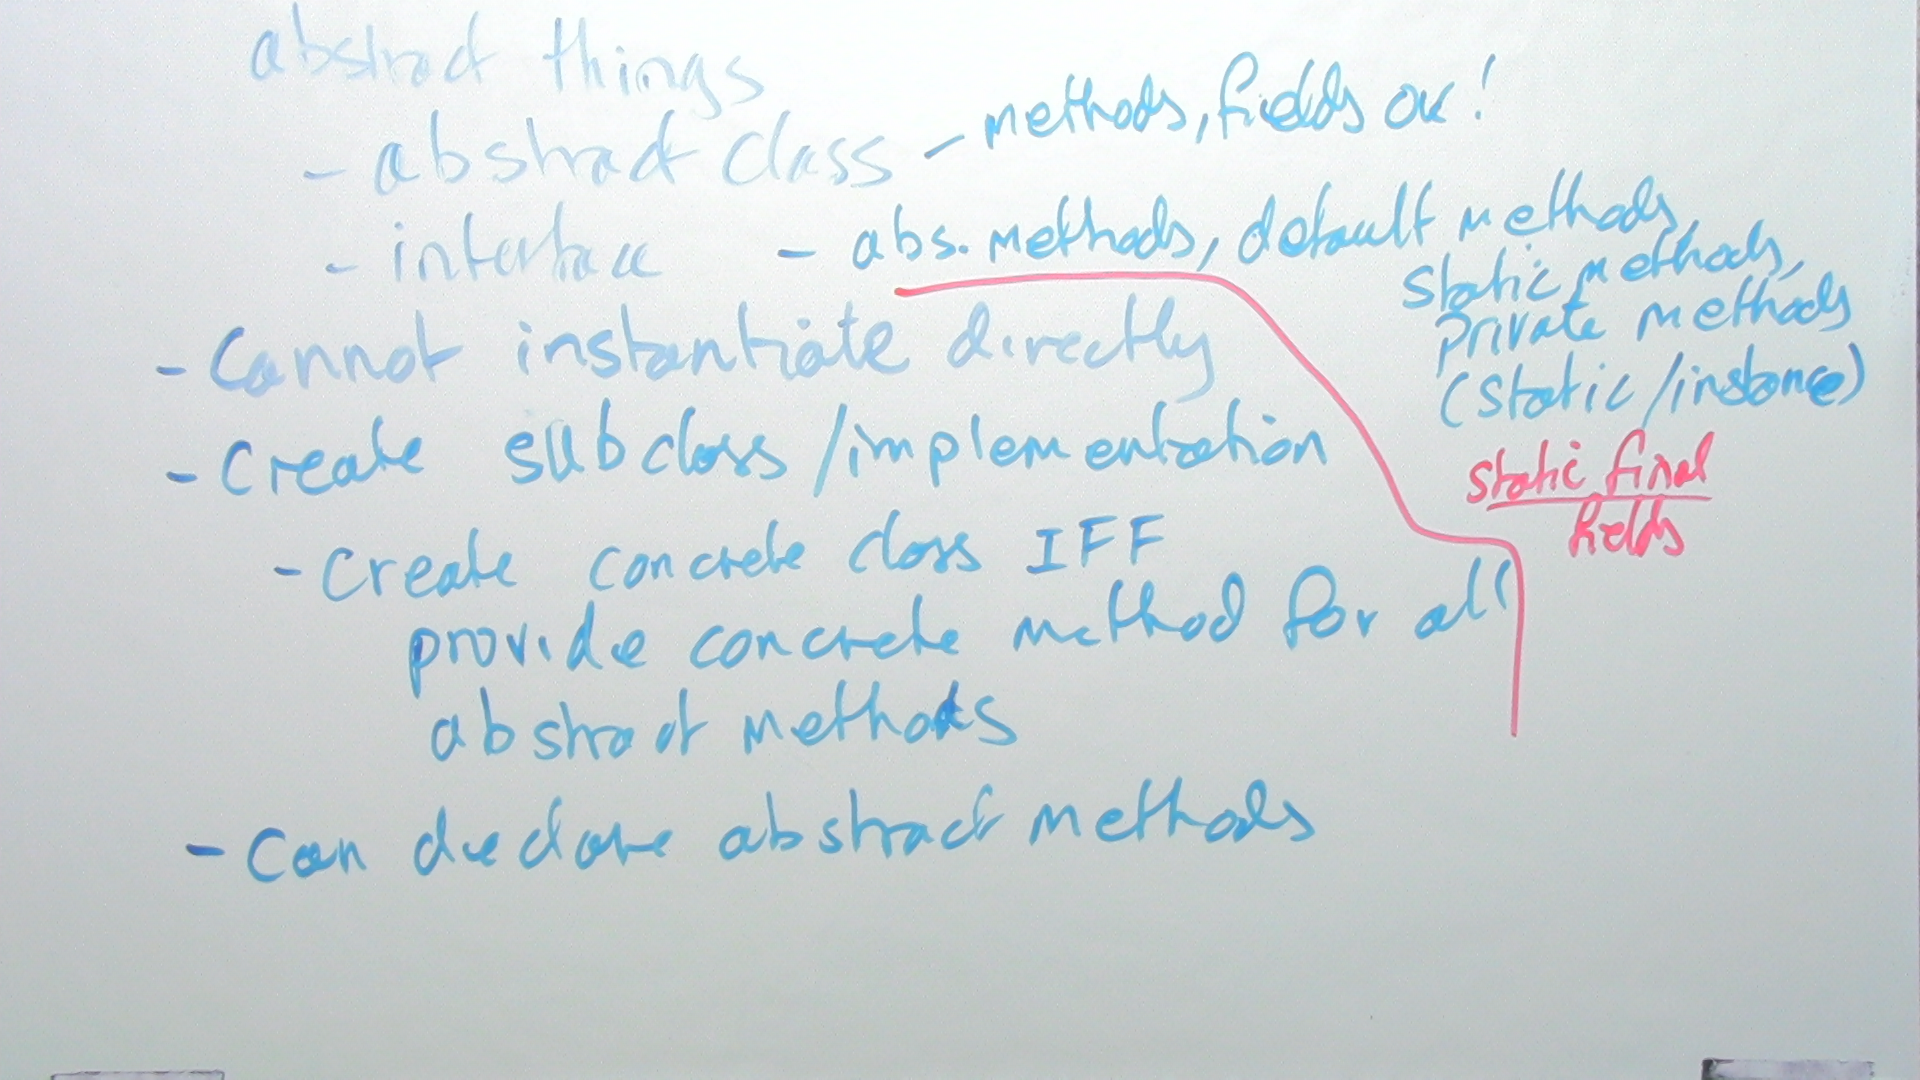 abstract things
- abstract class - methods, fields OK!
- interface - abs. methods, default methods,
static methods,
private methods
(static/instance)
static final
fields
- Cannot instantiate directly
- Create subclass/implementation
- Create concrete class IFF
provide concrete method for all
abstract methods
- Can declare abstract methods